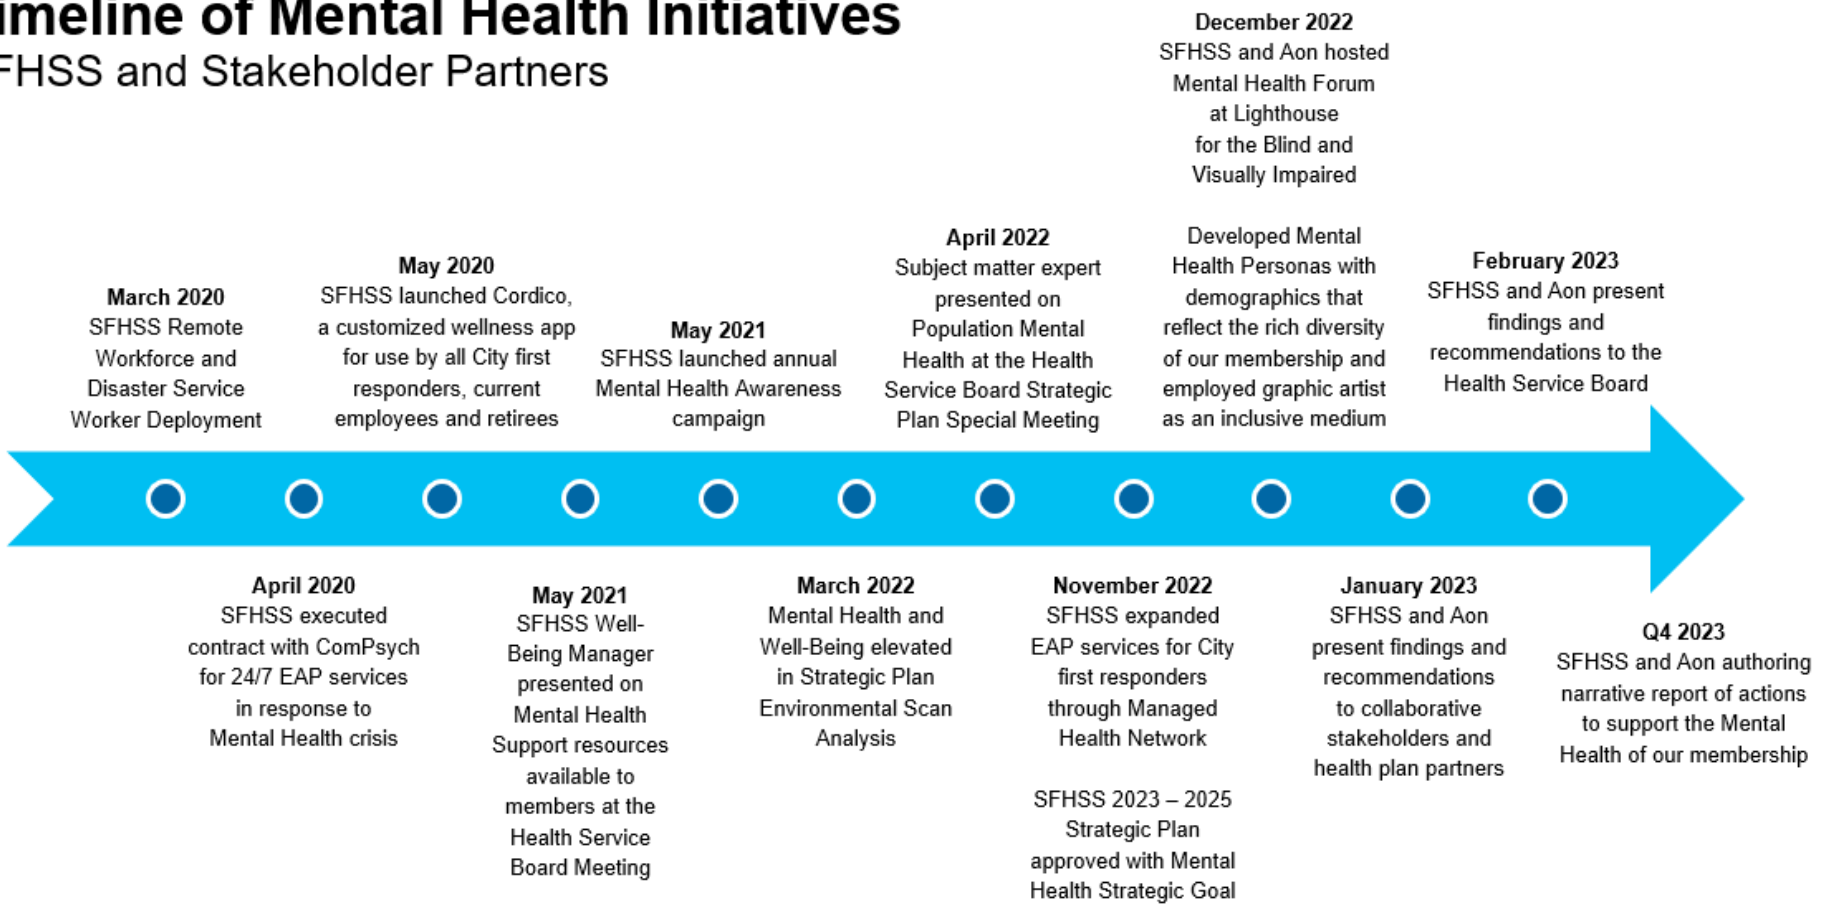 imeline of Mental Health Initiatives
FHSS and Stakeholder Partners
March 2020
SFHSS Remote
Workforce and
Disaster Service
Worker Deployment
April 2020
SFHSS executed
contract with ComPsych
for 24/7 EAP services
in response to
Mental Health crisis
May 2020
SFHSS launched Cordico,
a customized wellness app
for use by all City first
responders, current
employees and retirees
May 2021
SFHSS Well-
Being Manager
presented on
Mental Health
Support resources
available to
members at the
Health Service
Board Meeting
May 2021
SFHSS launched annual
Mental Health Awareness
campaign
March 2022
Mental Health and
Well-Being elevated
in Strategic Plan
Environmental Scan
Analysis
April 2022
Subject matter expert
presented on
Population Mental
Health at the Health
Service Board Strategic
Plan Special Meeting
November 2022
SFHSS expanded
EAP services for City
first responders
through Managed
Health Network
SFHSS 2023 – 2025
Strategic Plan
approved with Mental
Health Strategic Goal
December 2022
SFHSS and Aon hosted
Mental Health Forum
at Lighthouse
for the Blind and
Visually Impaired
Developed Mental
Health Personas with
demographics that
reflect the rich diversity
of our membership and
employed graphic artist
as an inclusive medium
January 2023
SFHSS and Aon
present findings and
recommendations
to collaborative
stakeholders and
health plan partners
February 2023
SFHSS and Aon present
findings and
recommendations to the
Health Service Board
Q4 2023
SFHSS and Aon authoring
narrative report of actions
to support the Mental
Health of our membership